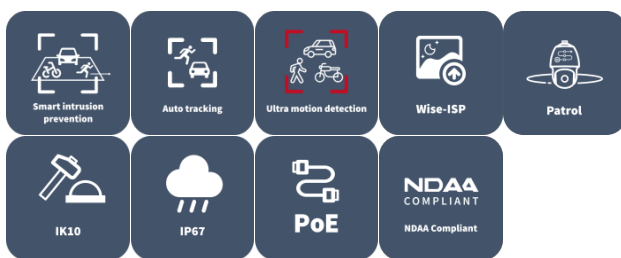 Smart intrusion
prevention
Auto tracking
Ultra motion detection
Wise-ISP
Patrol
IK10
IP67
PoE
NDAA
COMPLIANT
NDAA Compliant